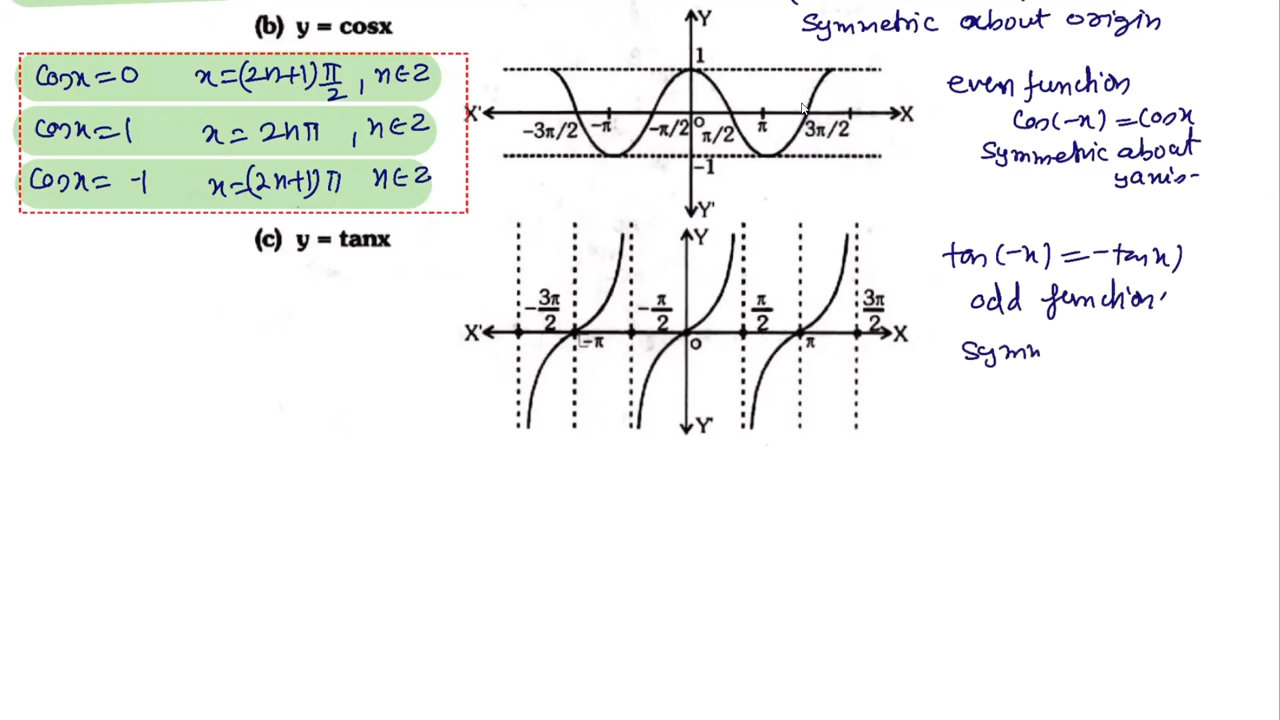 Symmetric about origin
(b) y = cosx
Cosx = 0 x = (2n+1) π/2 , n ∈ Z
Cosx = 1 x = 2nπ , n ∈ Z
Cosx = -1 x = (2n+1) π n ∈ Z
Y
1
X' -3π/2 -π -π/2 O π/2 π 3π/2 X
-1
Y'
even function
Cos(-x) = Cosx
Symmetric about
yaxis
(c) y = tanx
Y
-3π/2 -π/2 π/2 3π/2
X' -π O π X
Y'
tan(-x) = -tanx)
odd function
Symm